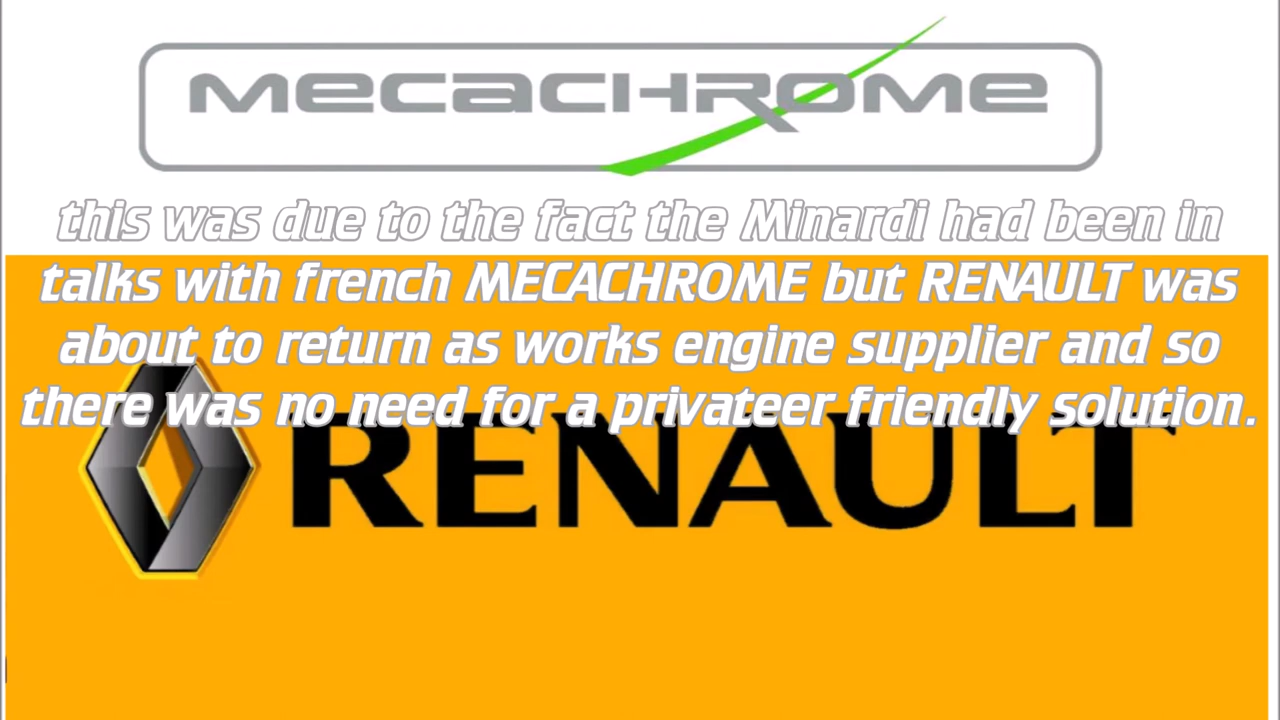 MECACHROME
this was due to the fact the Minardi had been in
talks with french MECACHROME but RENAULT was
about to return as works engine supplier and so
there was no need for a privateer friendly solution.
RENAULT